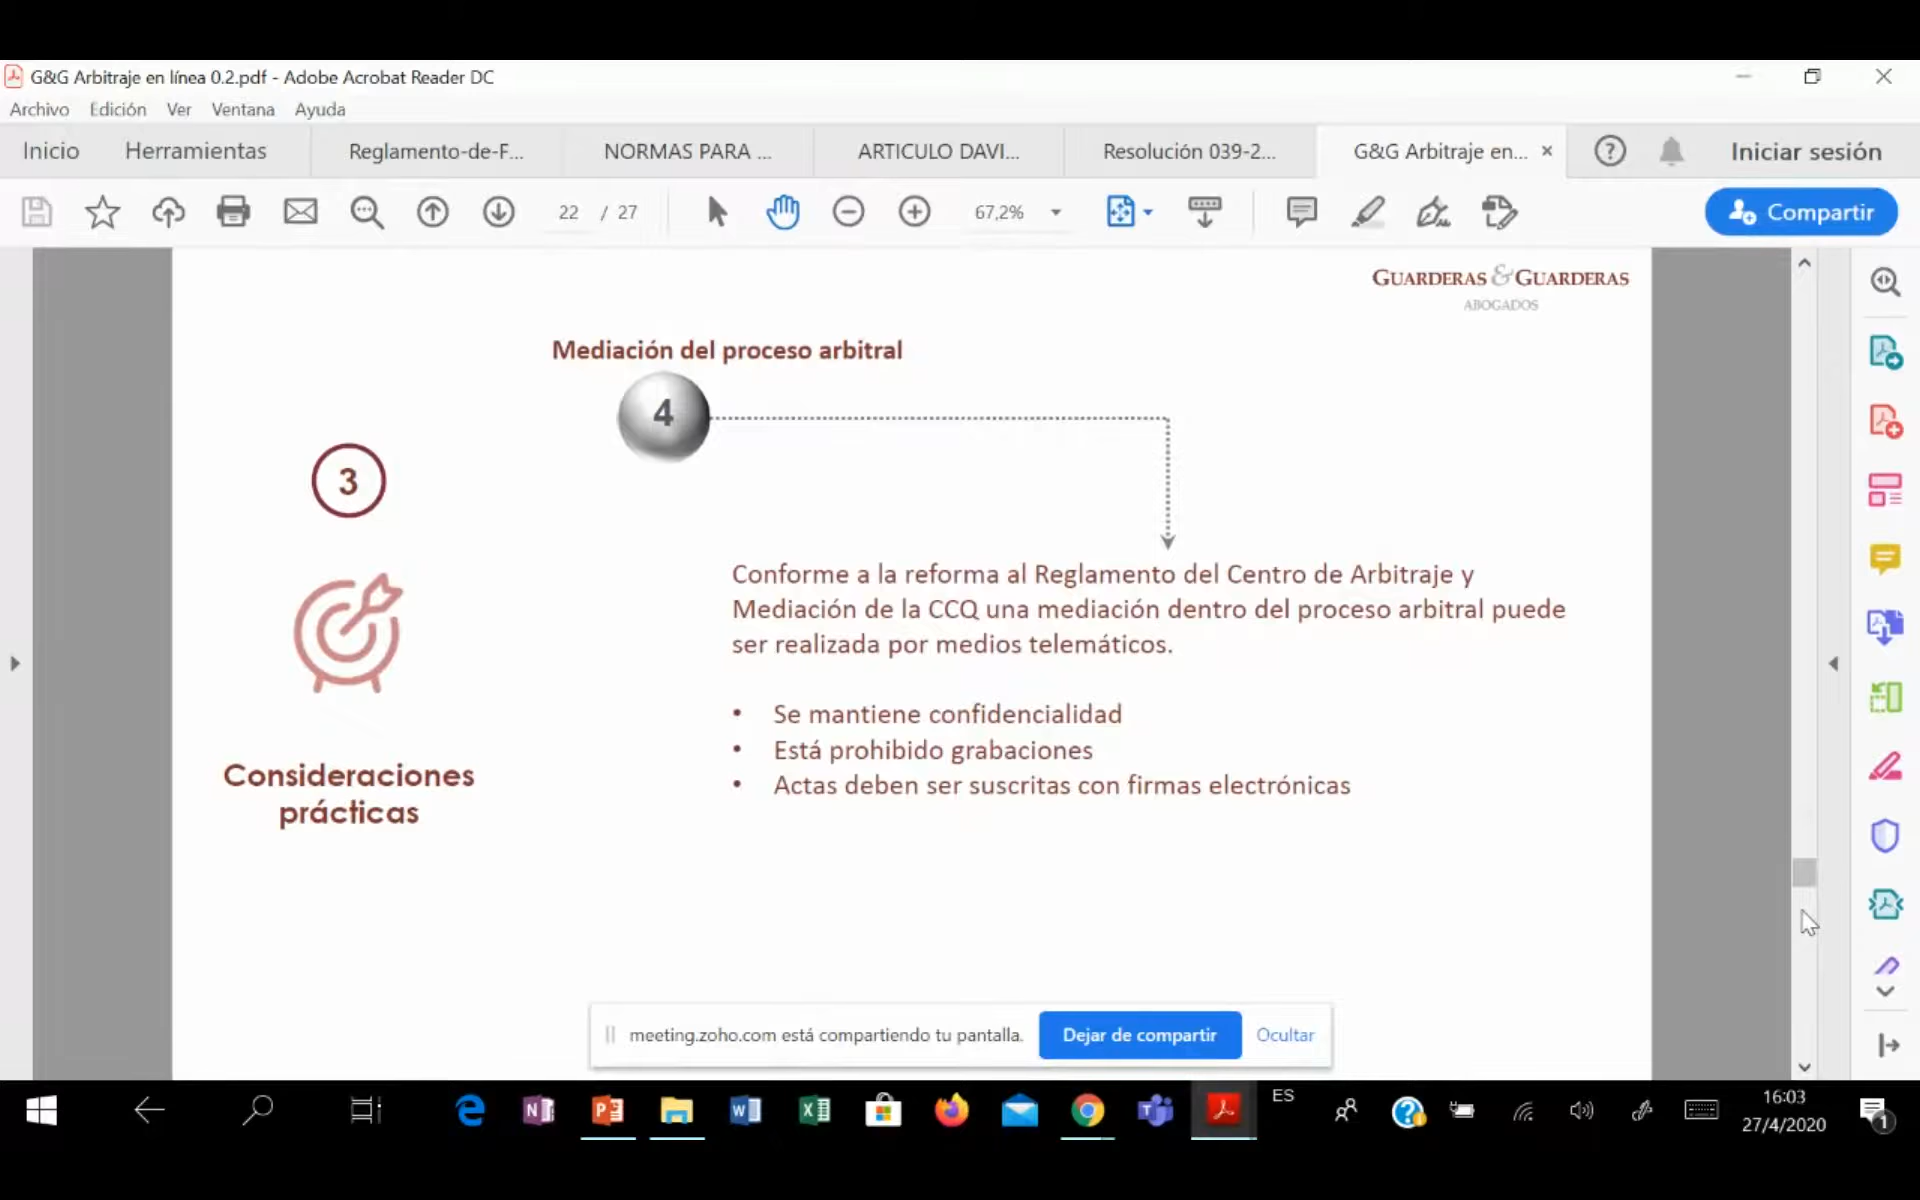 G&G Arbitraje en línea 0.2.pdf - Adobe Acrobat Reader DC
Archivo Edición Ver Ventana Ayuda
Inicio Herramientas Reglamento-de-F... NORMAS PARA ... ARTICULO DAVI... Resolución 039-2... G&G Arbitraje en... × ? Iniciar sesión
22 / 27 67,2% Compartir
GUARDERAS & GUARDERAS
ABOGADOS
Mediación del proceso arbitral
4
3
Conforme a la reforma al Reglamento del Centro de Arbitraje y
Mediación de la CCQ una mediación dentro del proceso arbitral puede
ser realizada por medios telemáticos.
• Se mantiene confidencialidad
• Está prohibido grabaciones
• Actas deben ser suscritas con firmas electrónicas
Consideraciones
prácticas
meeting.zoho.com está compartiendo tu pantalla. Dejar de compartir Ocultar
ES
16:03
27/4/2020
1